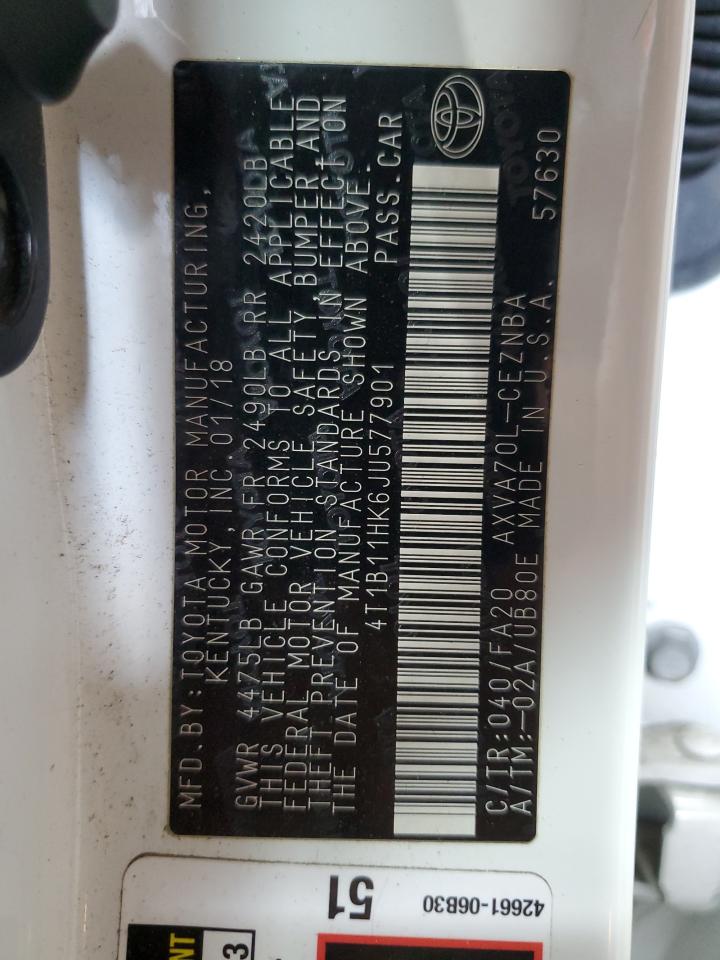 MFD.BY:TOYOTA MOTOR MANUFACTURING,
KENTUCKY, INC.01/18
GVWR 4475LB GAWR FR 2490LB RR 2420LB
THIS VEHICLE CONFORMS TO ALL APPLICABLE
FEDERAL MOTOR VEHICLE SAFETY, BUMPER AND
THEFT PREVENTION STANDARDS IN EFFECT ON
THE DATE OF MANUFACTURE SHOWN ABOVE.
4T1B11HK6JU577901 PASS.CAR
C/TR:040/FA20 AXVA70L-CEZNBA
A/TM:-02A/UB80E MADE IN U.S.A. 57630
TOYOTA
51
42661-06B30
3